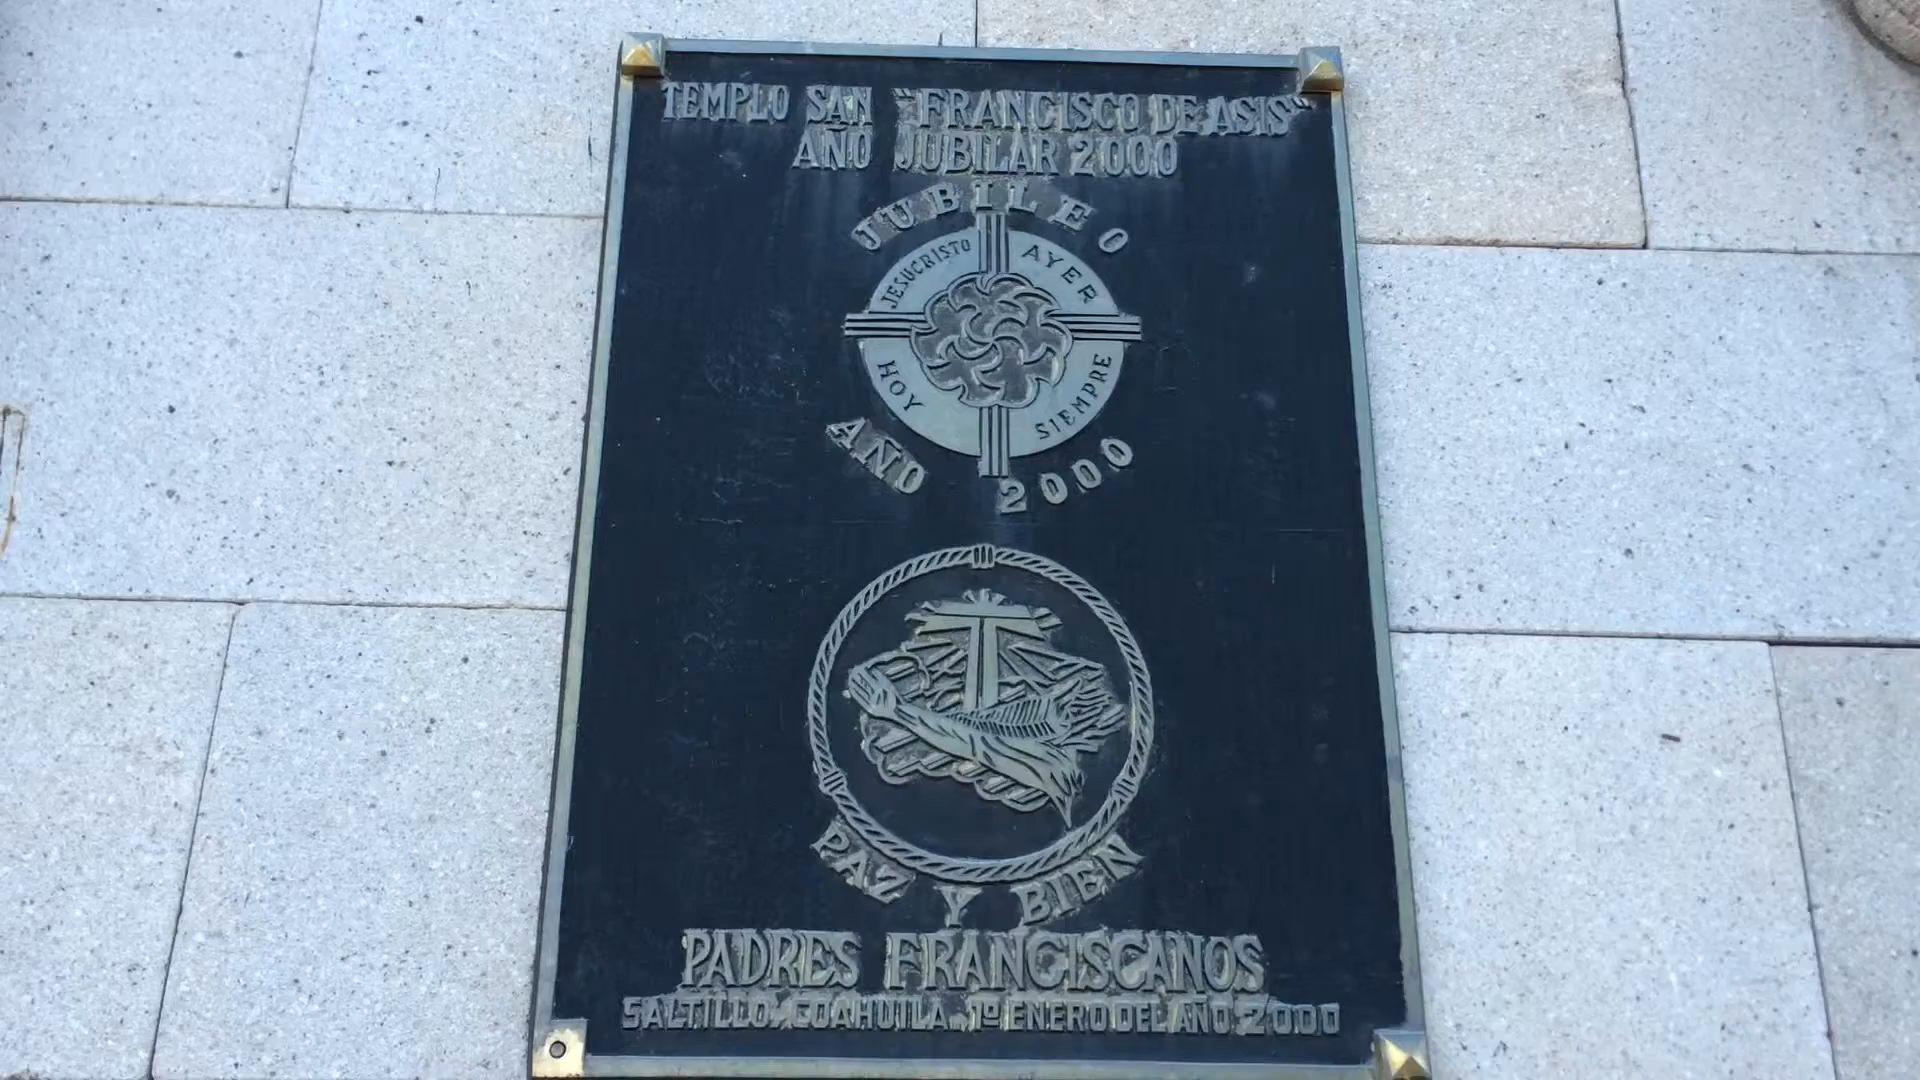 TEMPLO SAN "FRANCISCO DE ASIS"
AÑO JUBILAR 2000
JUBILEO
JESUCRISTO AYER
HOY SIEMPRE
AÑO 2000
PAZ Y BIEN
PADRES FRANCISCANOS
SALTILLO, COAHUILA, 1º ENERO DEL AÑO 2000